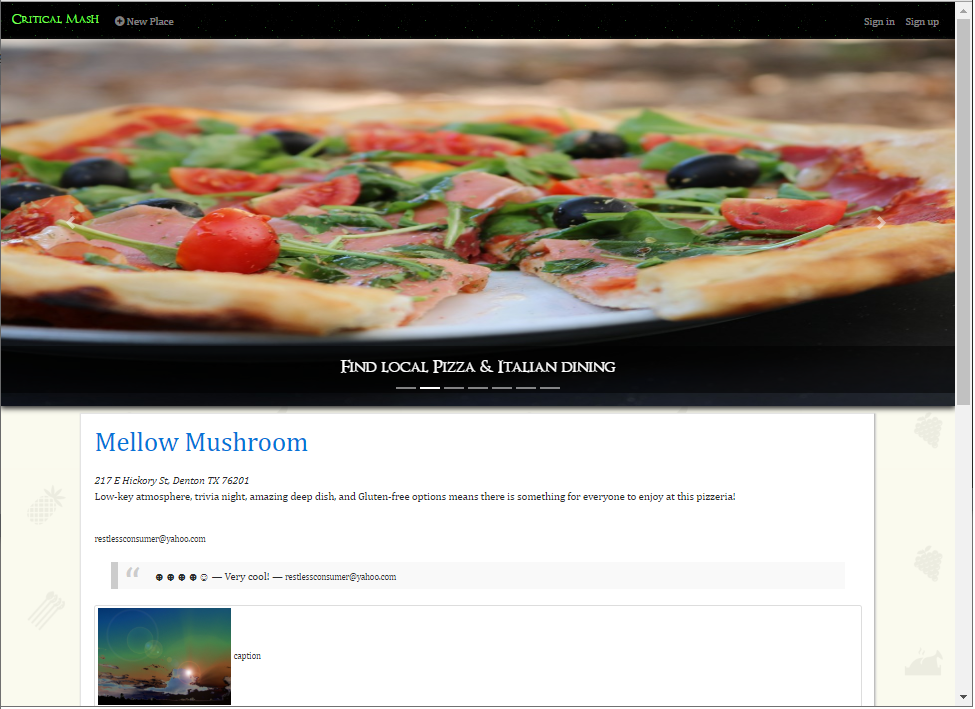 Critical Mash New Place Sign in Sign up
Find local Pizza & Italian dining
Mellow Mushroom
217 E Hickory St, Denton TX 76201
Low-key atmosphere, trivia night, amazing deep dish, and Gluten-free options means there is something for everyone to enjoy at this pizzeria!
restlessconsumer@yahoo.com
“ ☻☻☻☻☺ — Very cool! — restlessconsumer@yahoo.com
caption